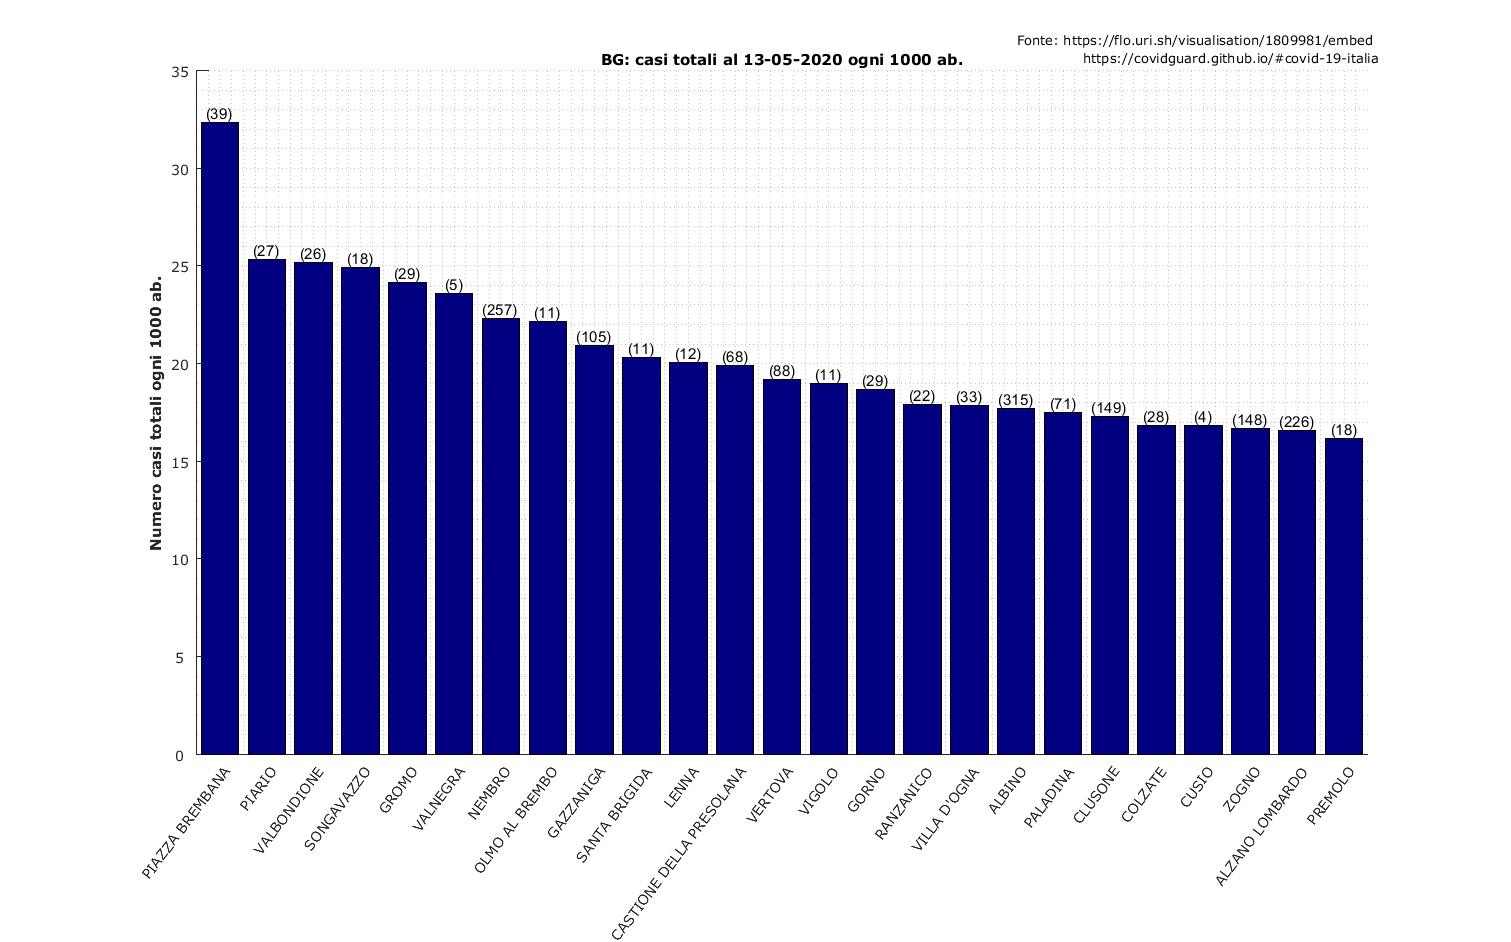 Fonte: https://flo.uri.sh/visualisation/1809981/embed
https://covidguard.github.io/#covid-19-italia
BG: casi totali al 13-05-2020 ogni 1000 ab.
Numero casi totali ogni 1000 ab.
35
30
25
20
15
10
5
0
(39)
(27)
(26)
(18)
(29)
(5)
(257)
(11)
(105)
(11)
(12)
(68)
(88)
(11)
(29)
(22)
(33)
(315)
(71)
(149)
(28)
(4)
(148)
(226)
(18)
PIAZZA BREMBANA
PIARIO
VALBONDIONE
SONGAVAZZO
GROMO
VALNEGRA
NEMBRO
OLMO AL BREMBO
GAZZANIGA
SANTA BRIGIDA
LENNA
CASTIONE DELLA PRESOLANA
VERTOVA
VIGOLO
GORNO
RANZANICO
VILLA D'OGNA
ALBINO
PALADINA
CLUSONE
COLZATE
CUSIO
ZOGNO
ALZANO LOMBARDO
PREMOLO